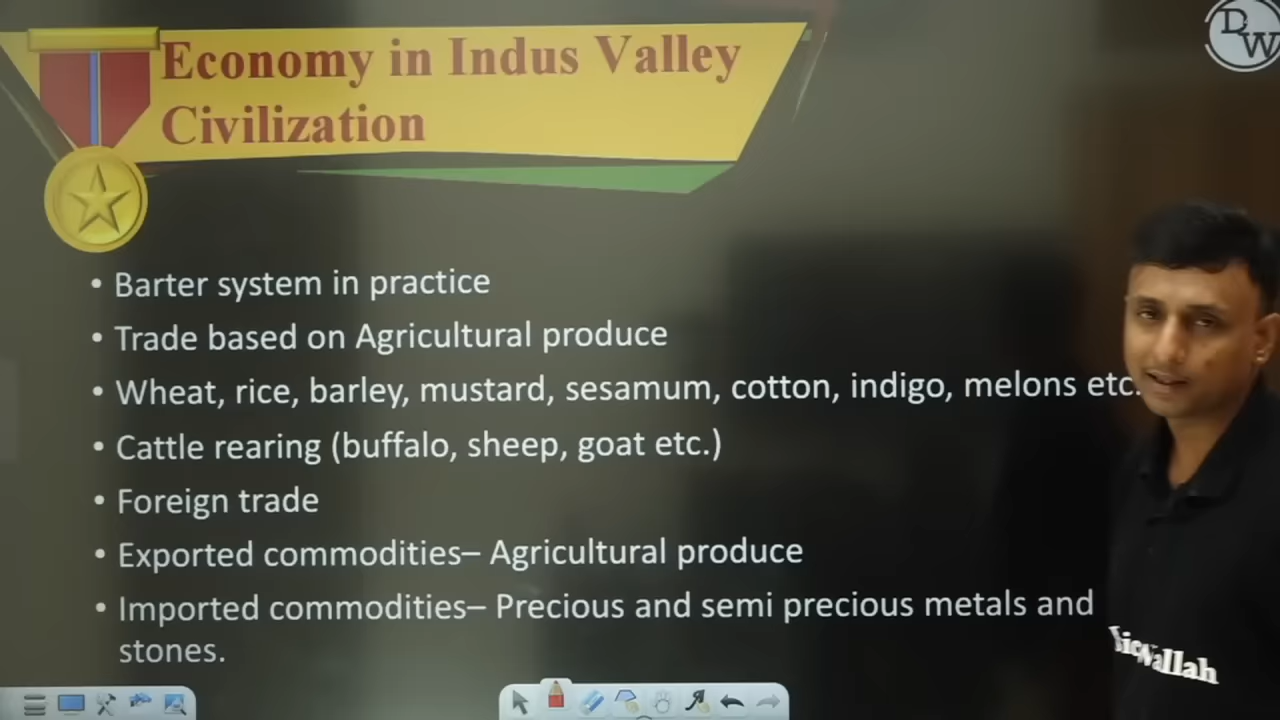 PW
Economy in Indus Valley
Civilization
• Barter system in practice
• Trade based on Agricultural produce
• Wheat, rice, barley, mustard, sesamum, cotton, indigo, melons etc.
• Cattle rearing (buffalo, sheep, goat etc.)
• Foreign trade
• Exported commodities– Agricultural produce
• Imported commodities– Precious and semi precious metals and
stones.
Wallah